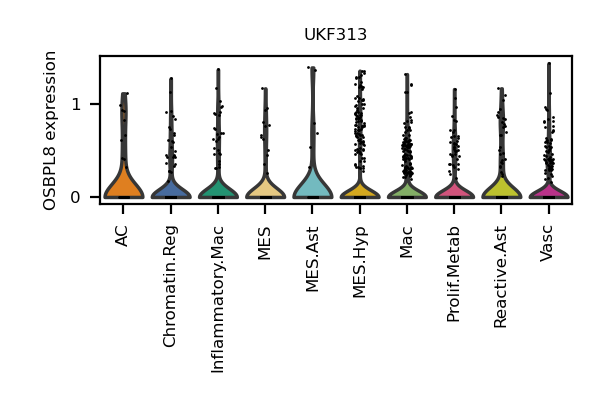 UKF313
OSBPL8 expression
1
0
AC
Chromatin.Reg
Inflammatory.Mac
MES
MES.Ast
MES.Hyp
Mac
Prolif.Metab
Reactive.Ast
Vasc